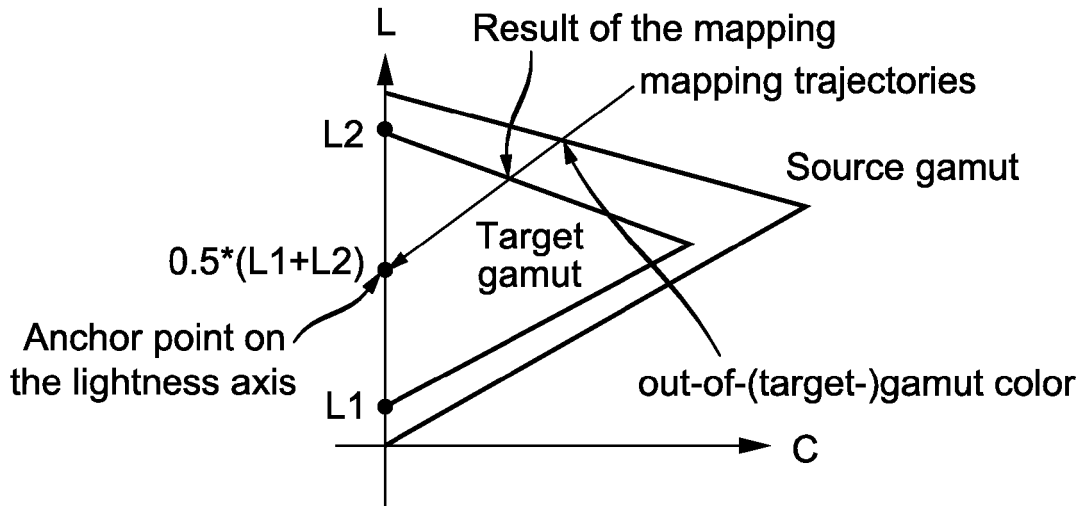 L
Result of the mapping
mapping trajectories
L2
Source gamut
Target
gamut
0.5*(L1+L2)
Anchor point on
the lightness axis
out-of-(target-)gamut color
L1
C